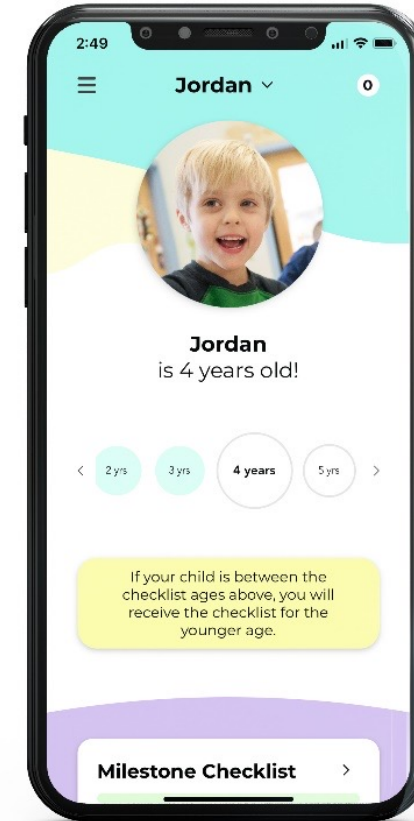 2:49
Jordan
0
Jordan
is 4 years old!
2 yrs
3 yrs
4 years
5 yrs
If your child is between the
checklist ages above, you will
receive the checklist for the
younger age.
Milestone Checklist